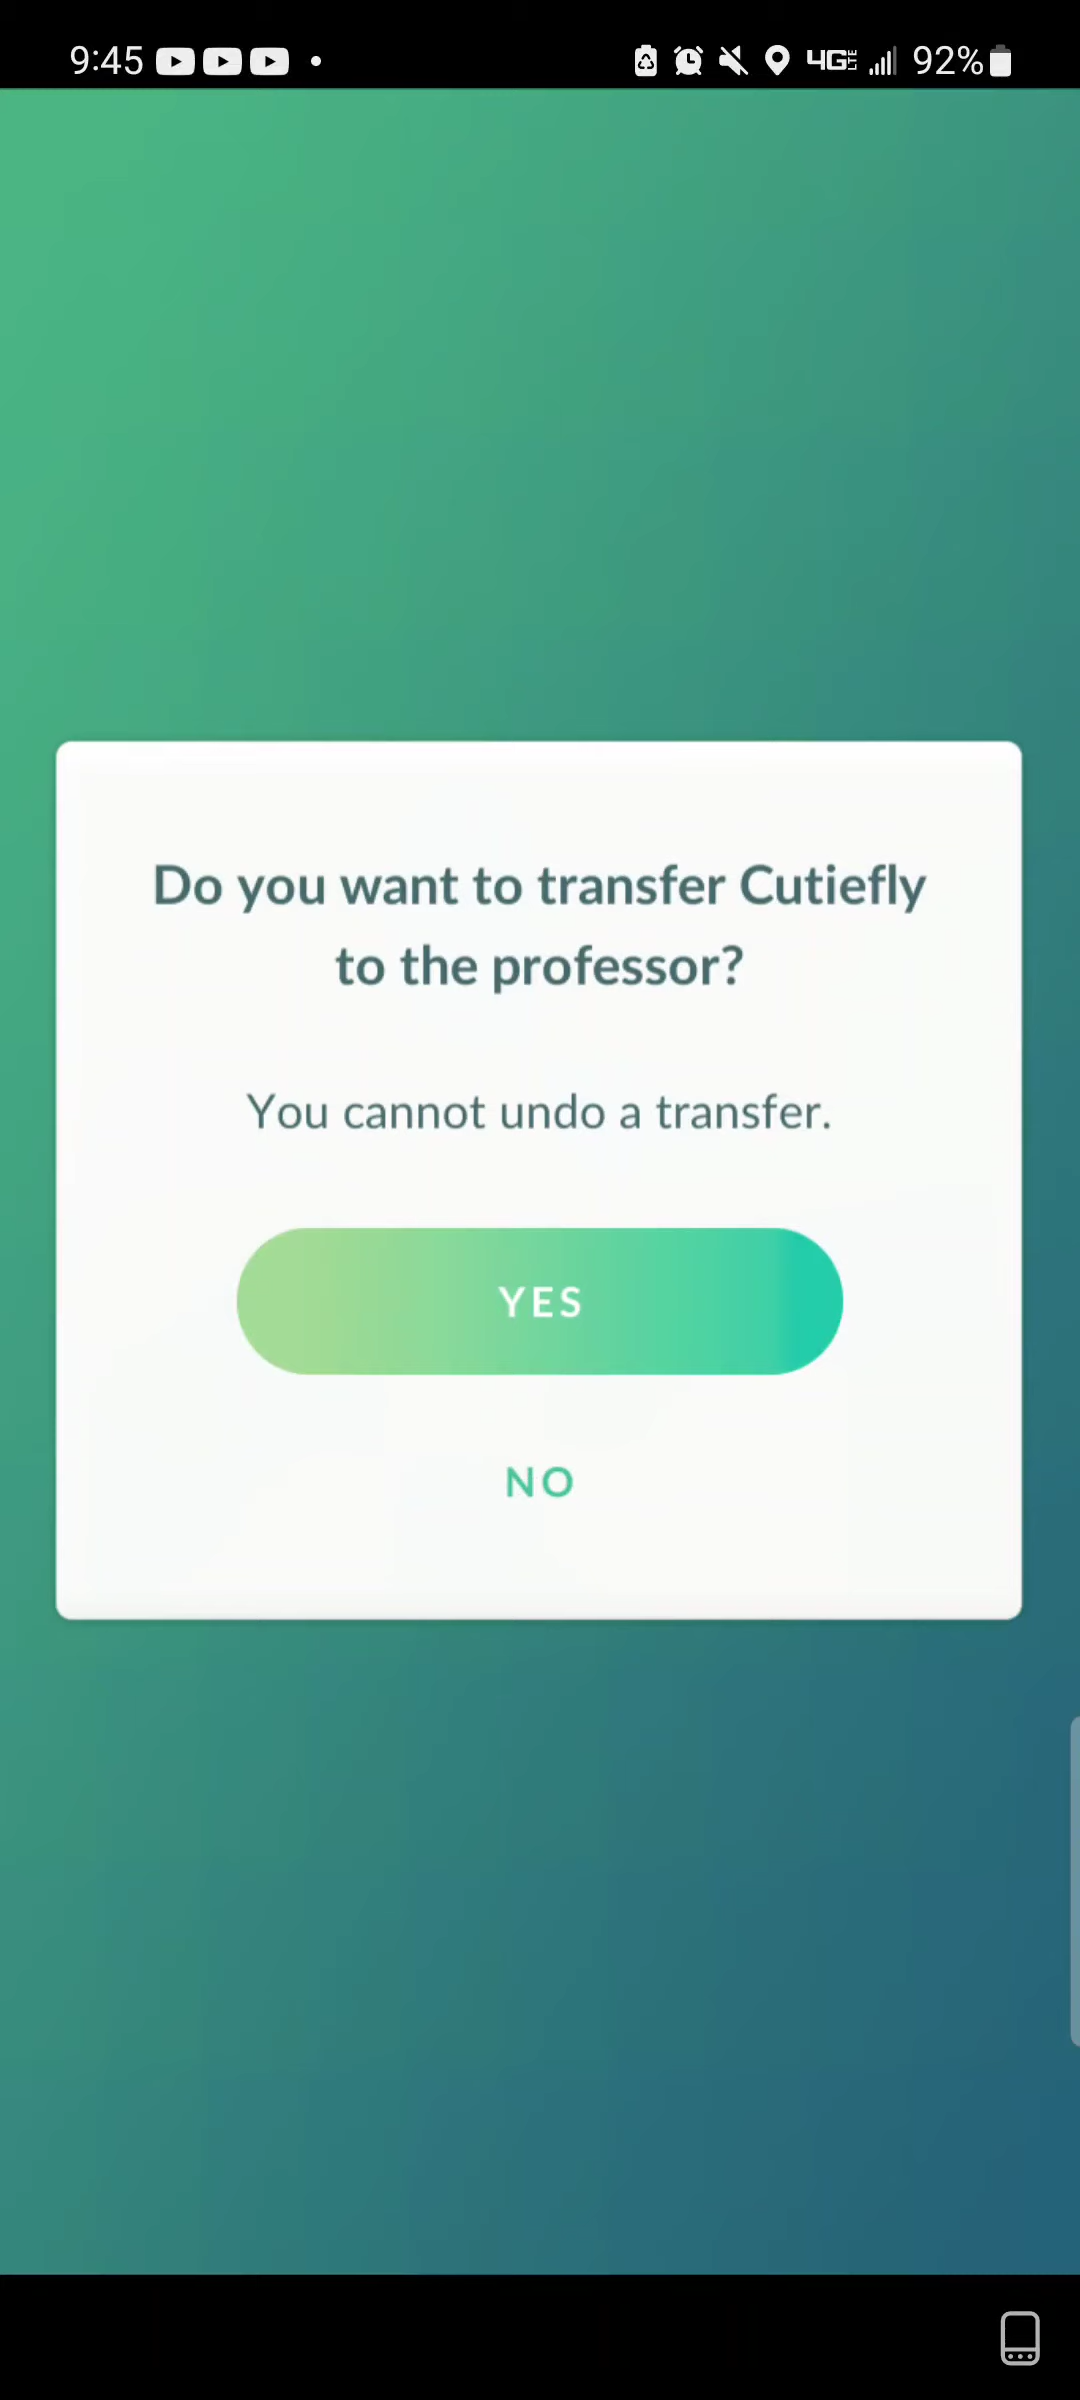 9:45 4G LTE 92%
Do you want to transfer Cutiefly
to the professor?
You cannot undo a transfer.
YES
NO